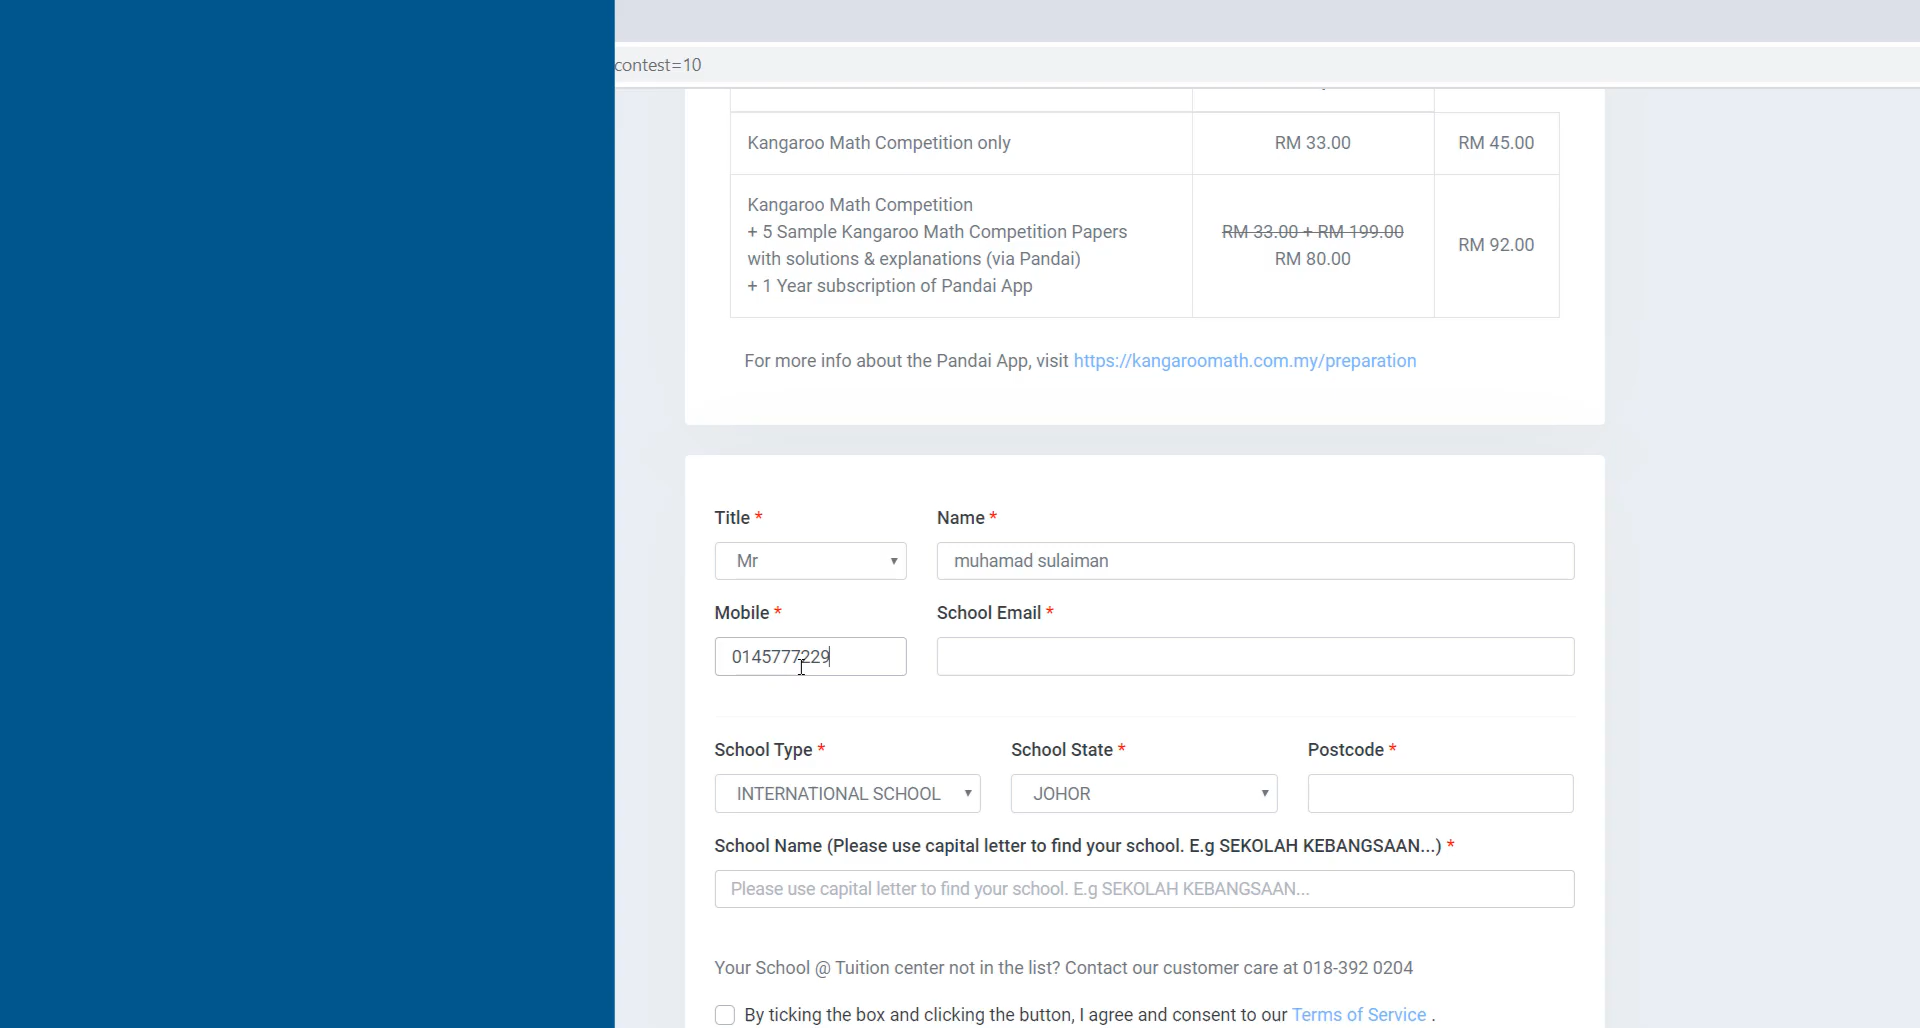 contest=10
Kangaroo Math Competition only RM 33.00 RM 45.00
Kangaroo Math Competition
+ 5 Sample Kangaroo Math Competition Papers
with solutions & explanations (via Pandai)
+ 1 Year subscription of Pandai App
RM 33.00 + RM 199.00
RM 80.00
RM 92.00
For more info about the Pandai App, visit https://kangaroomath.com.my/preparation
Title * Name *
Mr muhamad sulaiman
Mobile * School Email *
0145777229
School Type * School State * Postcode *
INTERNATIONAL SCHOOL JOHOR
School Name (Please use capital letter to find your school. E.g SEKOLAH KEBANGSAAN...) *
Please use capital letter to find your school. E.g SEKOLAH KEBANGSAAN...
Your School @ Tuition center not in the list? Contact our customer care at 018-392 0204
By ticking the box and clicking the button, I agree and consent to our Terms of Service .